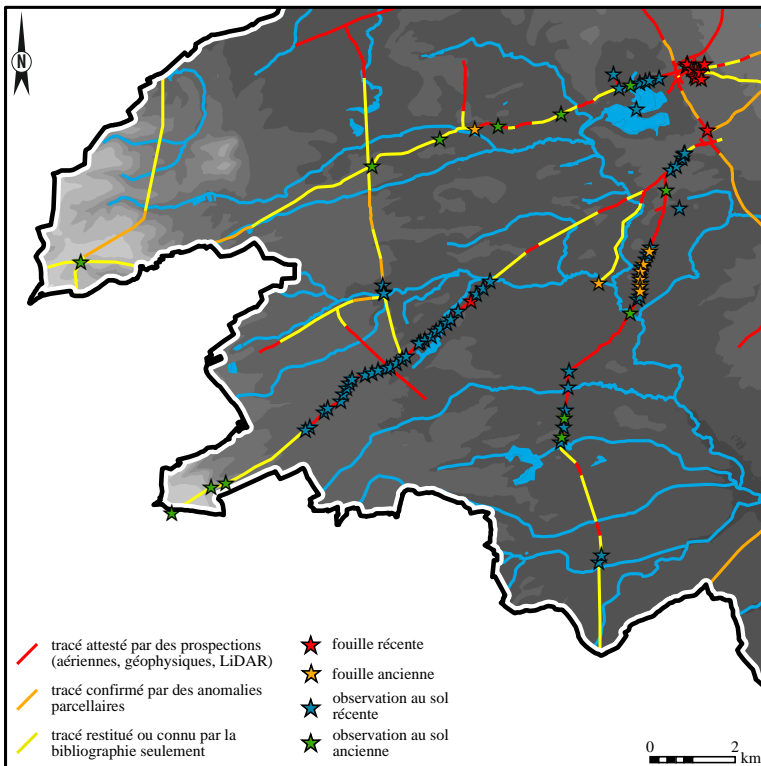 N
tracé attesté par des prospections
(aériennes, géophysiques, LiDAR)
tracé confirmé par des anomalies
parcellaires
tracé restitué ou connu par la
bibliographie seulement
fouille récente
fouille ancienne
observation au sol
récente
observation au sol
ancienne
0 2
km